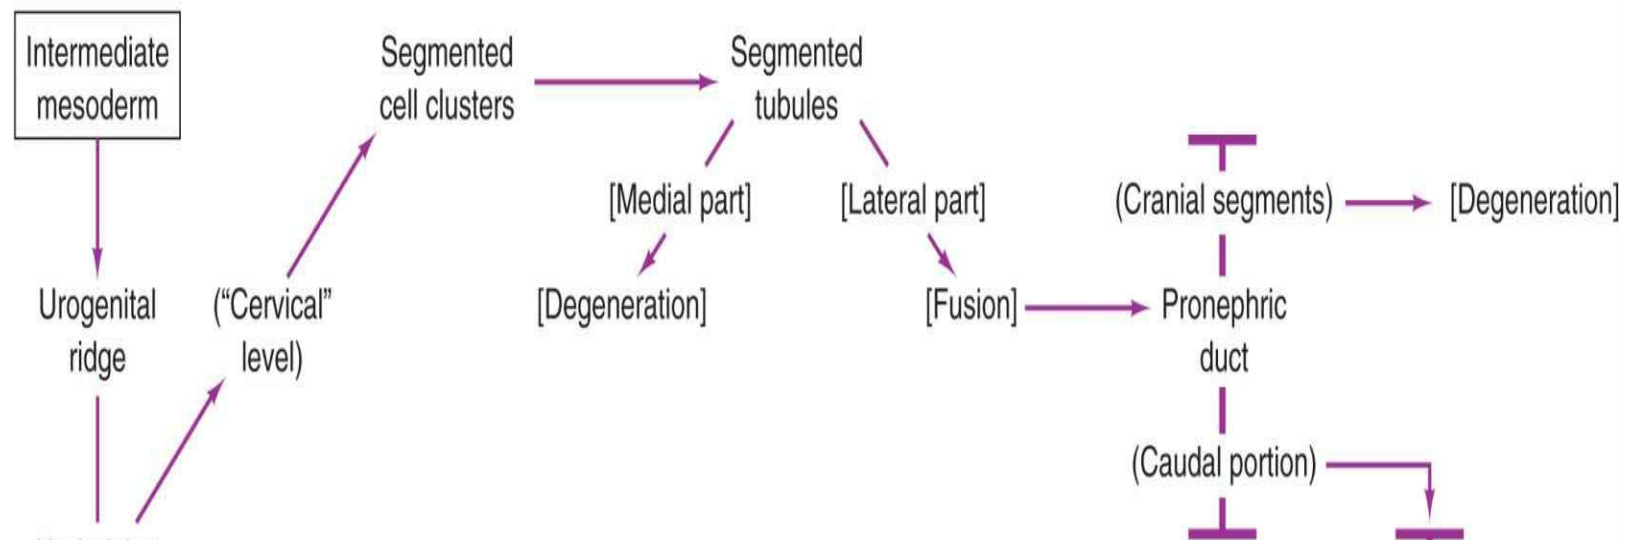 Intermediate
mesoderm
Segmented
cell clusters
Segmented
tubules
[Medial part]
[Lateral part]
(Cranial segments)
[Degeneration]
Urogenital
ridge
(“Cervical”
level)
[Degeneration]
[Fusion]
Pronephric
duct
(Caudal portion)